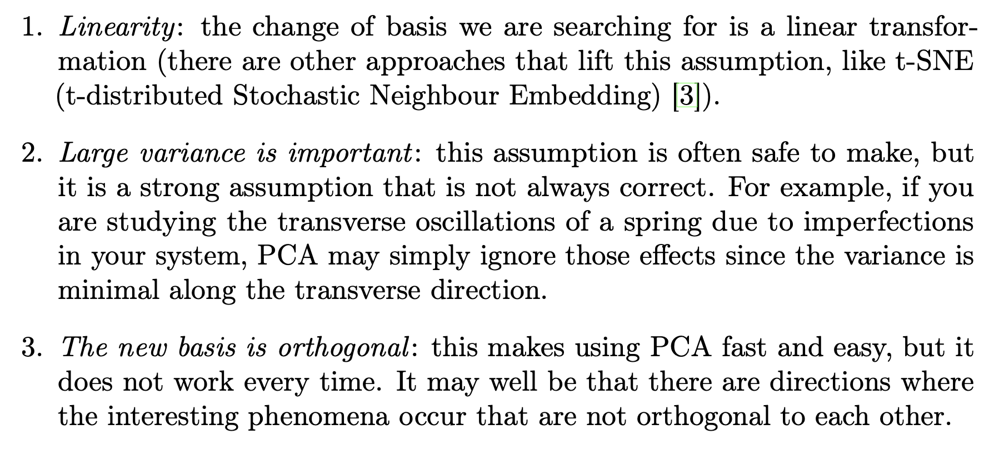 1. Linearity: the change of basis we are searching for is a linear transfor-
mation (there are other approaches that lift this assumption, like t-SNE
(t-distributed Stochastic Neighbour Embedding) [3]).
2. Large variance is important: this assumption is often safe to make, but
it is a strong assumption that is not always correct. For example, if you
are studying the transverse oscillations of a spring due to imperfections
in your system, PCA may simply ignore those effects since the variance is
minimal along the transverse direction.
3. The new basis is orthogonal: this makes using PCA fast and easy, but it
does not work every time. It may well be that there are directions where
the interesting phenomena occur that are not orthogonal to each other.